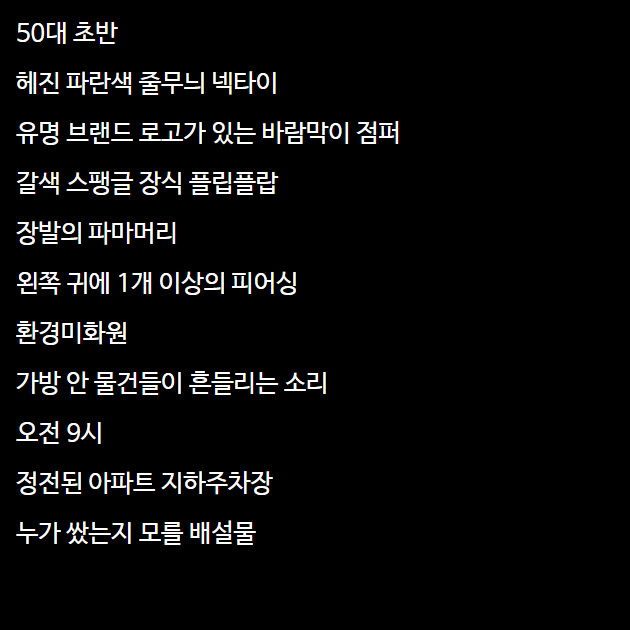 50대 초반
헤진 파란색 줄무늬 넥타이
유명 브랜드 로고가 있는 바람막이 점퍼
갈색 스팽글 장식 플립플랍
장발의 파마머리
왼쪽 귀에 1개 이상의 피어싱
환경미화원
가방 안 물건들이 흔들리는 소리
오전 9시
정전된 아파트 지하주차장
누가 쌌는지 모를 배설물